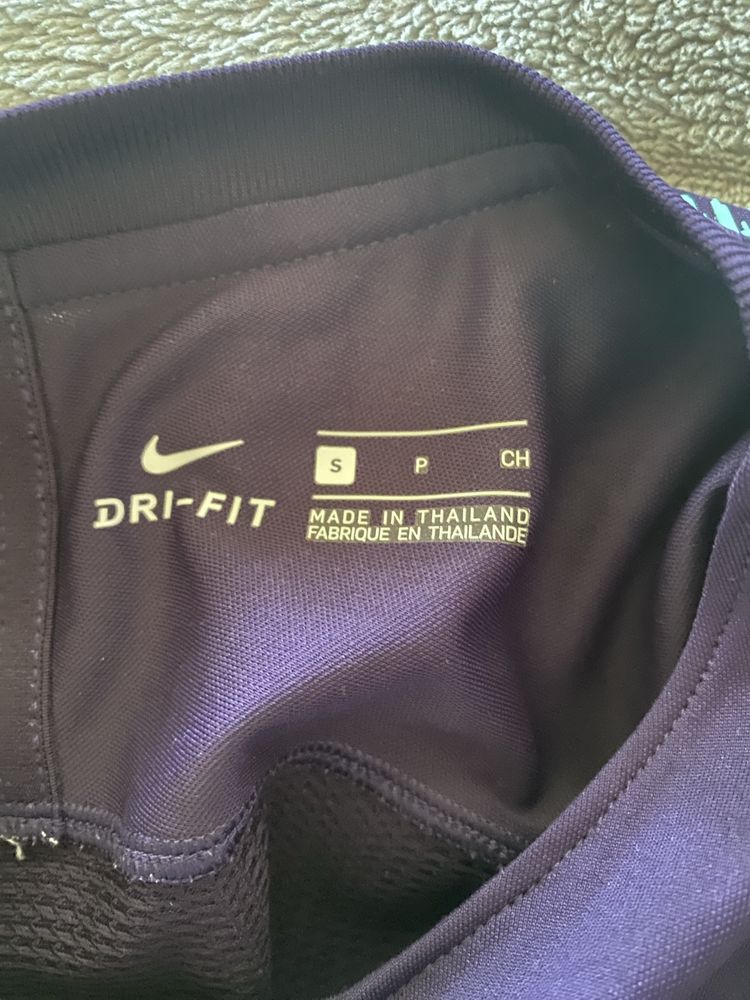 DRI-FIT
S P CH
MADE IN THAILAND
FABRIQUE EN THAILANDE